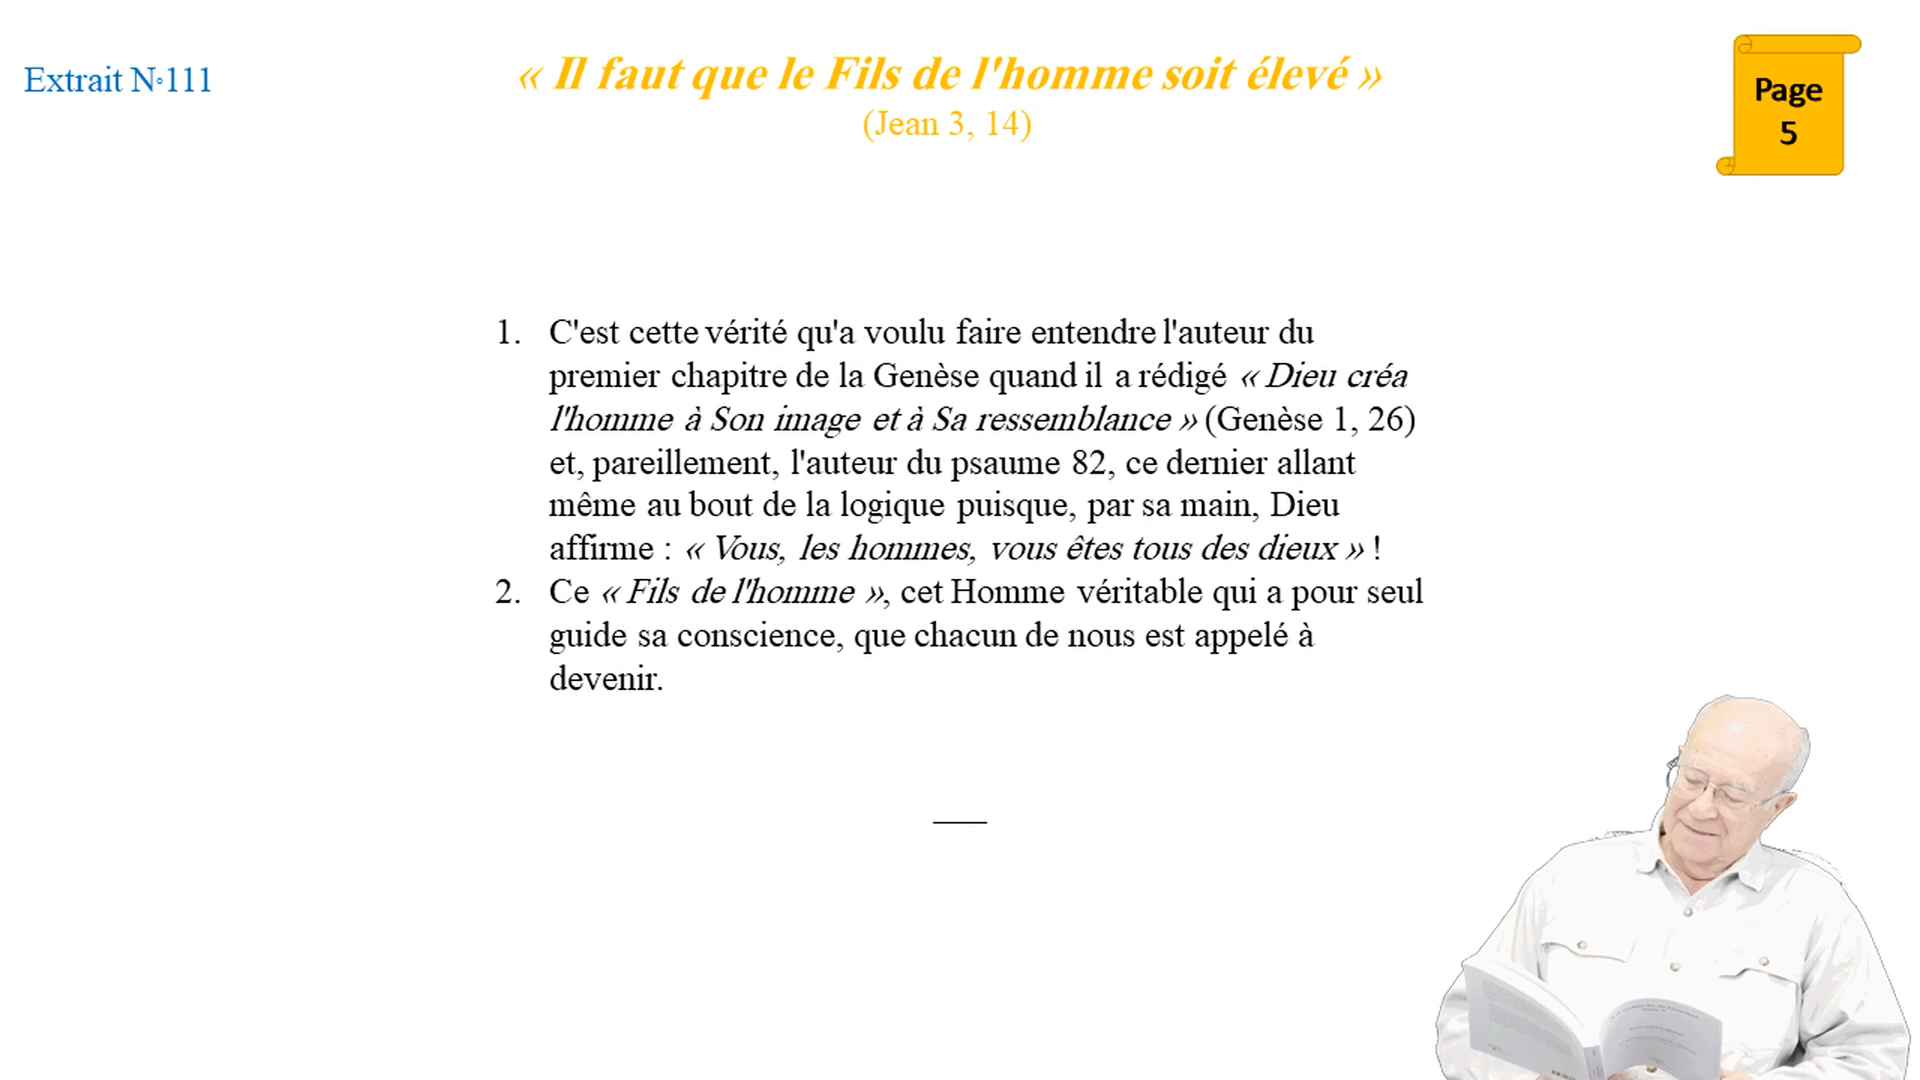 Extrait N°111
« Il faut que le Fils de l'homme soit élevé »
(Jean 3, 14)
Page
5
1. C'est cette vérité qu'a voulu faire entendre l'auteur du
premier chapitre de la Genèse quand il a rédigé « Dieu créa
l'homme à Son image et à Sa ressemblance » (Genèse 1, 26)
et, pareillement, l'auteur du psaume 82, ce dernier allant
même au bout de la logique puisque, par sa main, Dieu
affirme : « Vous, les hommes, vous êtes tous des dieux » !
2. Ce « Fils de l'homme », cet Homme véritable qui a pour seul
guide sa conscience, que chacun de nous est appelé à
devenir.